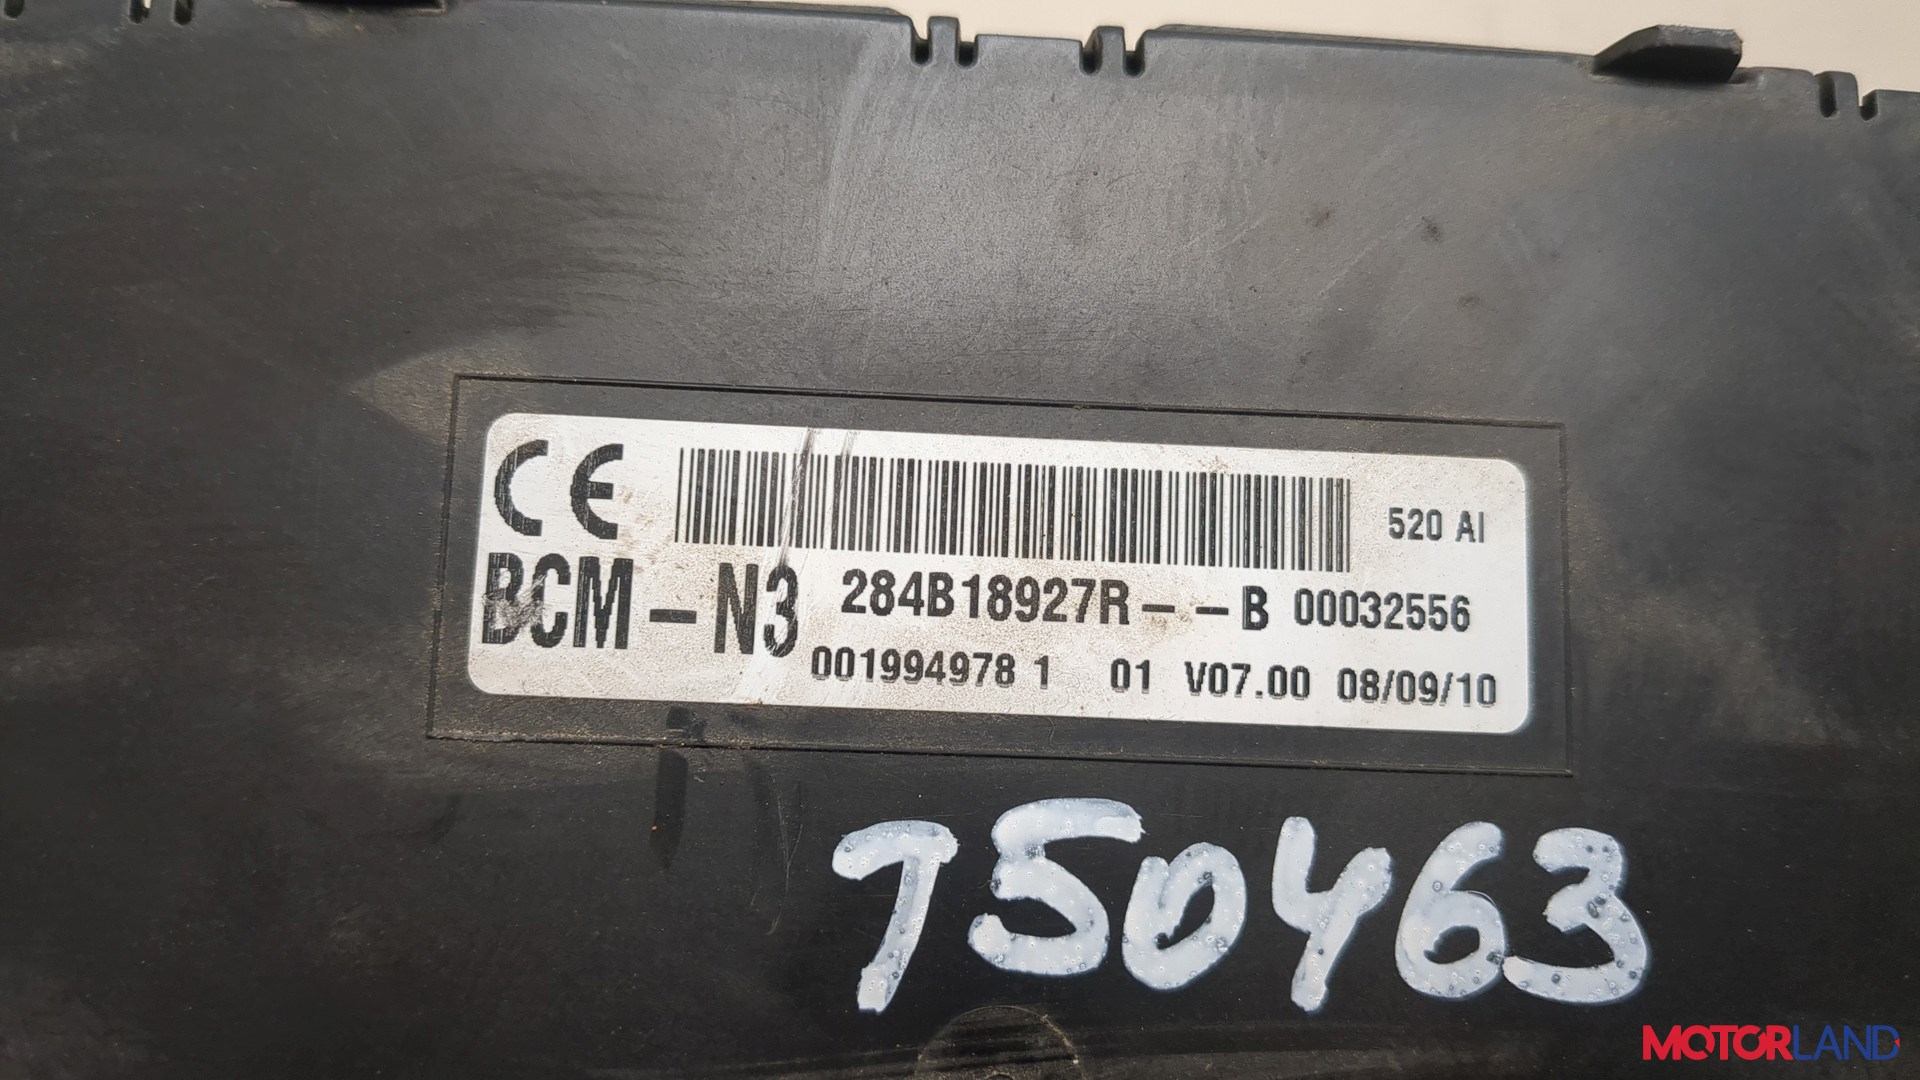 CE
520 AI
BCM-N3 284B18927R--B 00032556
001994978 1 01 V07.00 08/09/10
750463
MOTORLAND